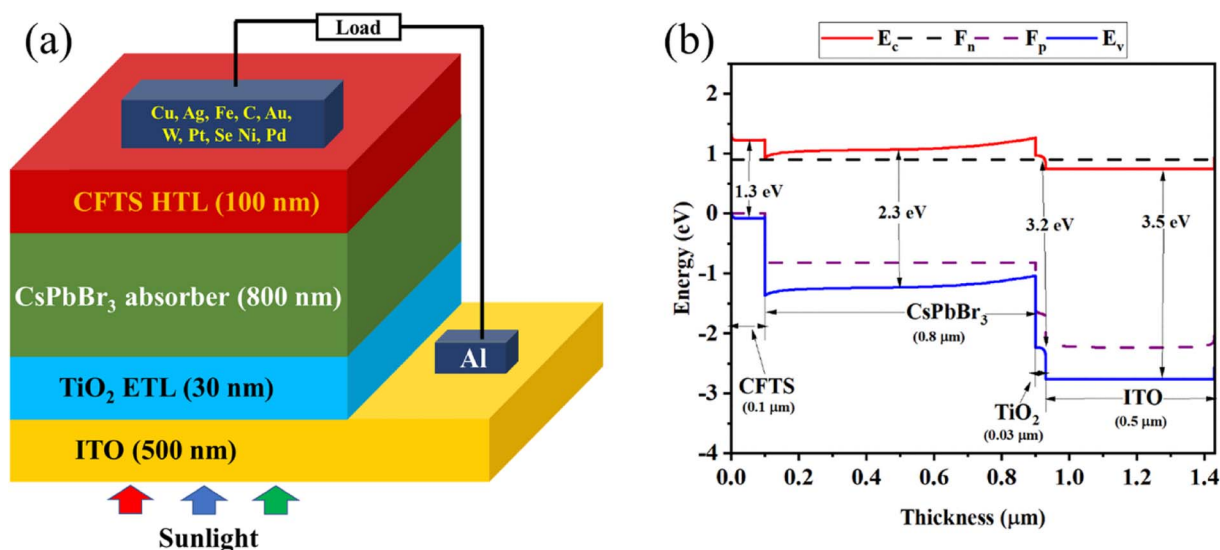 (a)
Load
Cu, Ag, Fe, C, Au,
W, Pt, Se Ni, Pd
CFTS HTL (100 nm)
CsPbBr₃ absorber (800 nm)
Al
TiO₂ ETL (30 nm)
ITO (500 nm)
Sunlight
(b)
E_c F_n F_p E_v
2
1
0
-1
-2
-3
-4
Energy (eV)
1.3 eV
2.3 eV
3.2 eV
3.5 eV
CsPbBr₃
(0.8 µm)
CFTS
(0.1 µm)
TiO₂
(0.03 µm)
ITO
(0.5 µm)
0.0 0.2 0.4 0.6 0.8 1.0 1.2 1.4
Thickness (µm)